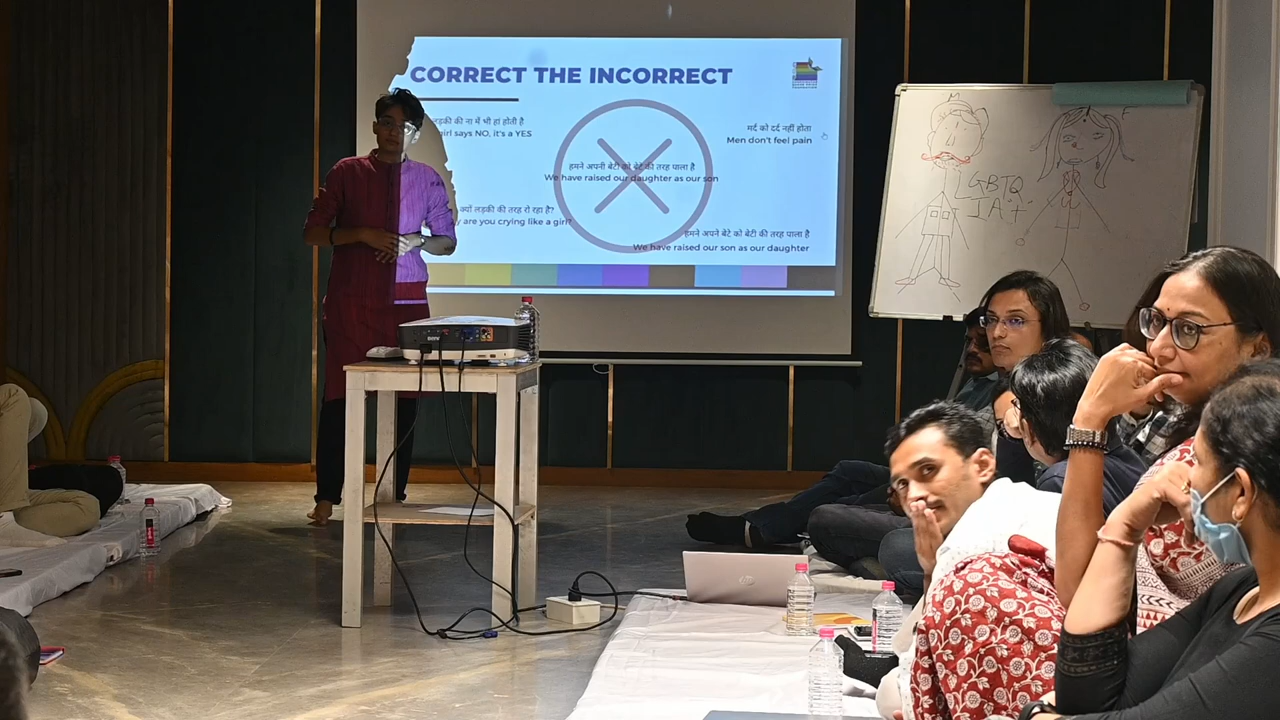 CORRECT THE INCORRECT
लड़की की ना में भी हां होती है
girl says NO, it's a YES
मर्द को दर्द नहीं होता
Men don't feel pain
हमने अपनी बेटी को बेटे की तरह पाला है
We have raised our daughter as our son
क्यों लड़की की तरह रो रहा है?
are you crying like a girl?
हमने अपने बेटे को बेटी की तरह पाला है
We have raised our son as our daughter
M
F
LGBTQ
IA+
BenQ
hp